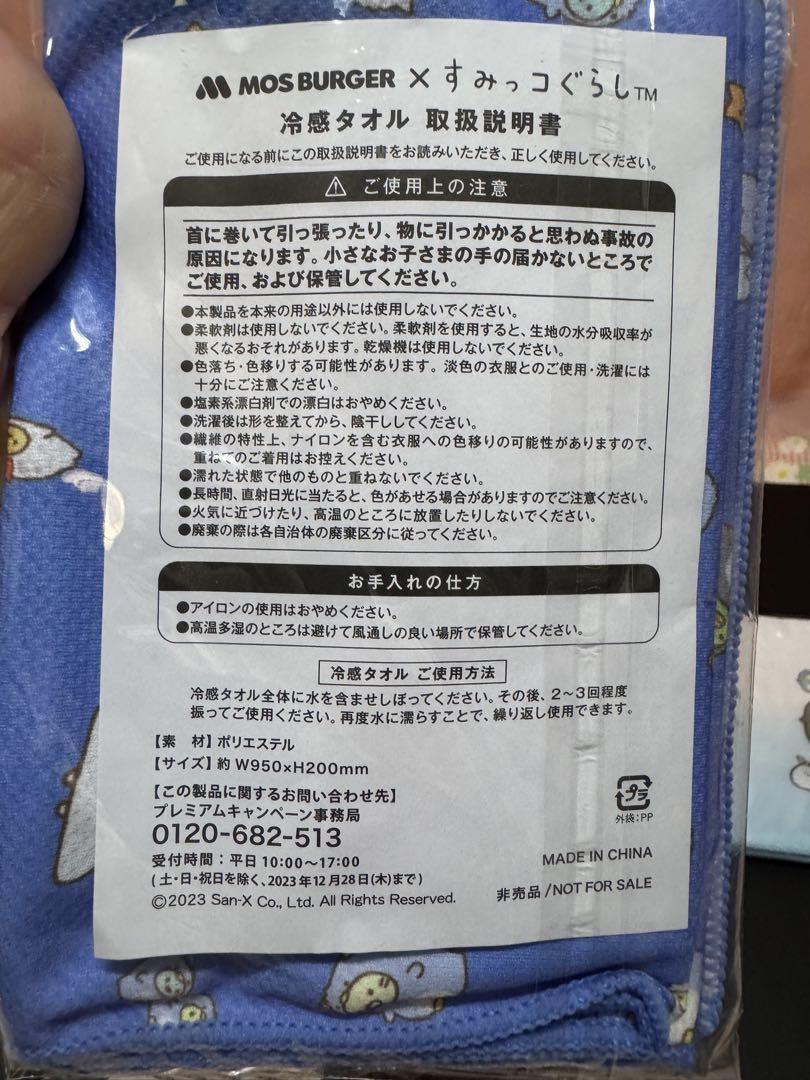 MOS BURGER × すみっコぐらし™
冷感タオル 取扱説明書
ご使用になる前にこの取扱説明書をお読みいただき、正しく使用してください。
⚠ ご使用上の注意
首に巻いて引っ張ったり、物に引っかかると思わぬ事故の
原因になります。小さなお子さまの手の届かないところで
ご使用、および保管してください。
●本製品を本来の用途以外には使用しないでください。
●柔軟剤は使用しないでください。柔軟剤を使用すると、生地の水分吸収率が
悪くなるおそれがあります。乾燥機は使用しないでください。
●色落ち・色移りする可能性があります。淡色の衣服とのご使用・洗濯には
十分にご注意ください。
●塩素系漂白剤での漂白はおやめください。
●洗濯後は形を整えてから、陰干ししてください。
●繊維の特性上、ナイロンを含む衣服への色移りの可能性がありますので、
重ねてのご着用はお控えください。
●濡れた状態で他のものと重ねないでください。
●長時間、直射日光に当たると、色があせる場合がありますのでご注意ください。
●火気に近づけたり、高温のところに放置したりしないでください。
●廃棄の際は各自治体の廃棄区分に従ってください。
お手入れの仕方
●アイロンの使用はおやめください。
●高温多湿のところは避けて風通しの良い場所で保管してください。
冷感タオル ご使用方法
冷感タオル全体に水を含ませしぼってください。その後、2～3回程度
振ってご使用ください。再度水に濡らすことで、繰り返し使用できます。
【素　材】ポリエステル
【サイズ】約 W950×H200mm
【この製品に関するお問い合わせ先】
プレミアムキャンペーン事務局
0120-682-513
受付時間：平日 10:00～17:00
(土・日・祝日を除く、2023年12月28日(木)まで)
©2023 San-X Co., Ltd. All Rights Reserved.
プラ
外袋：PP
MADE IN CHINA
非売品 / NOT FOR SALE